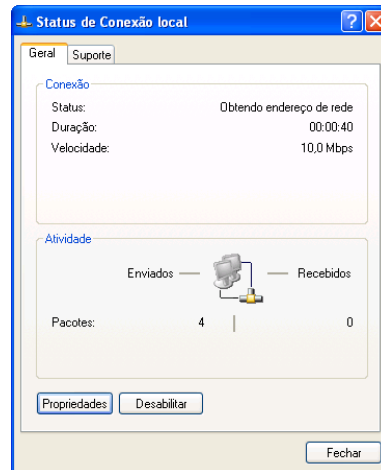 Status de Conexão local
Geral Suporte
Conexão
Status: Obtendo endereço de rede
Duração: 00:00:40
Velocidade: 10,0 Mbps
Atividade
Enviados Recebidos
Pacotes: 4 0
Propriedades Desabilitar
Fechar